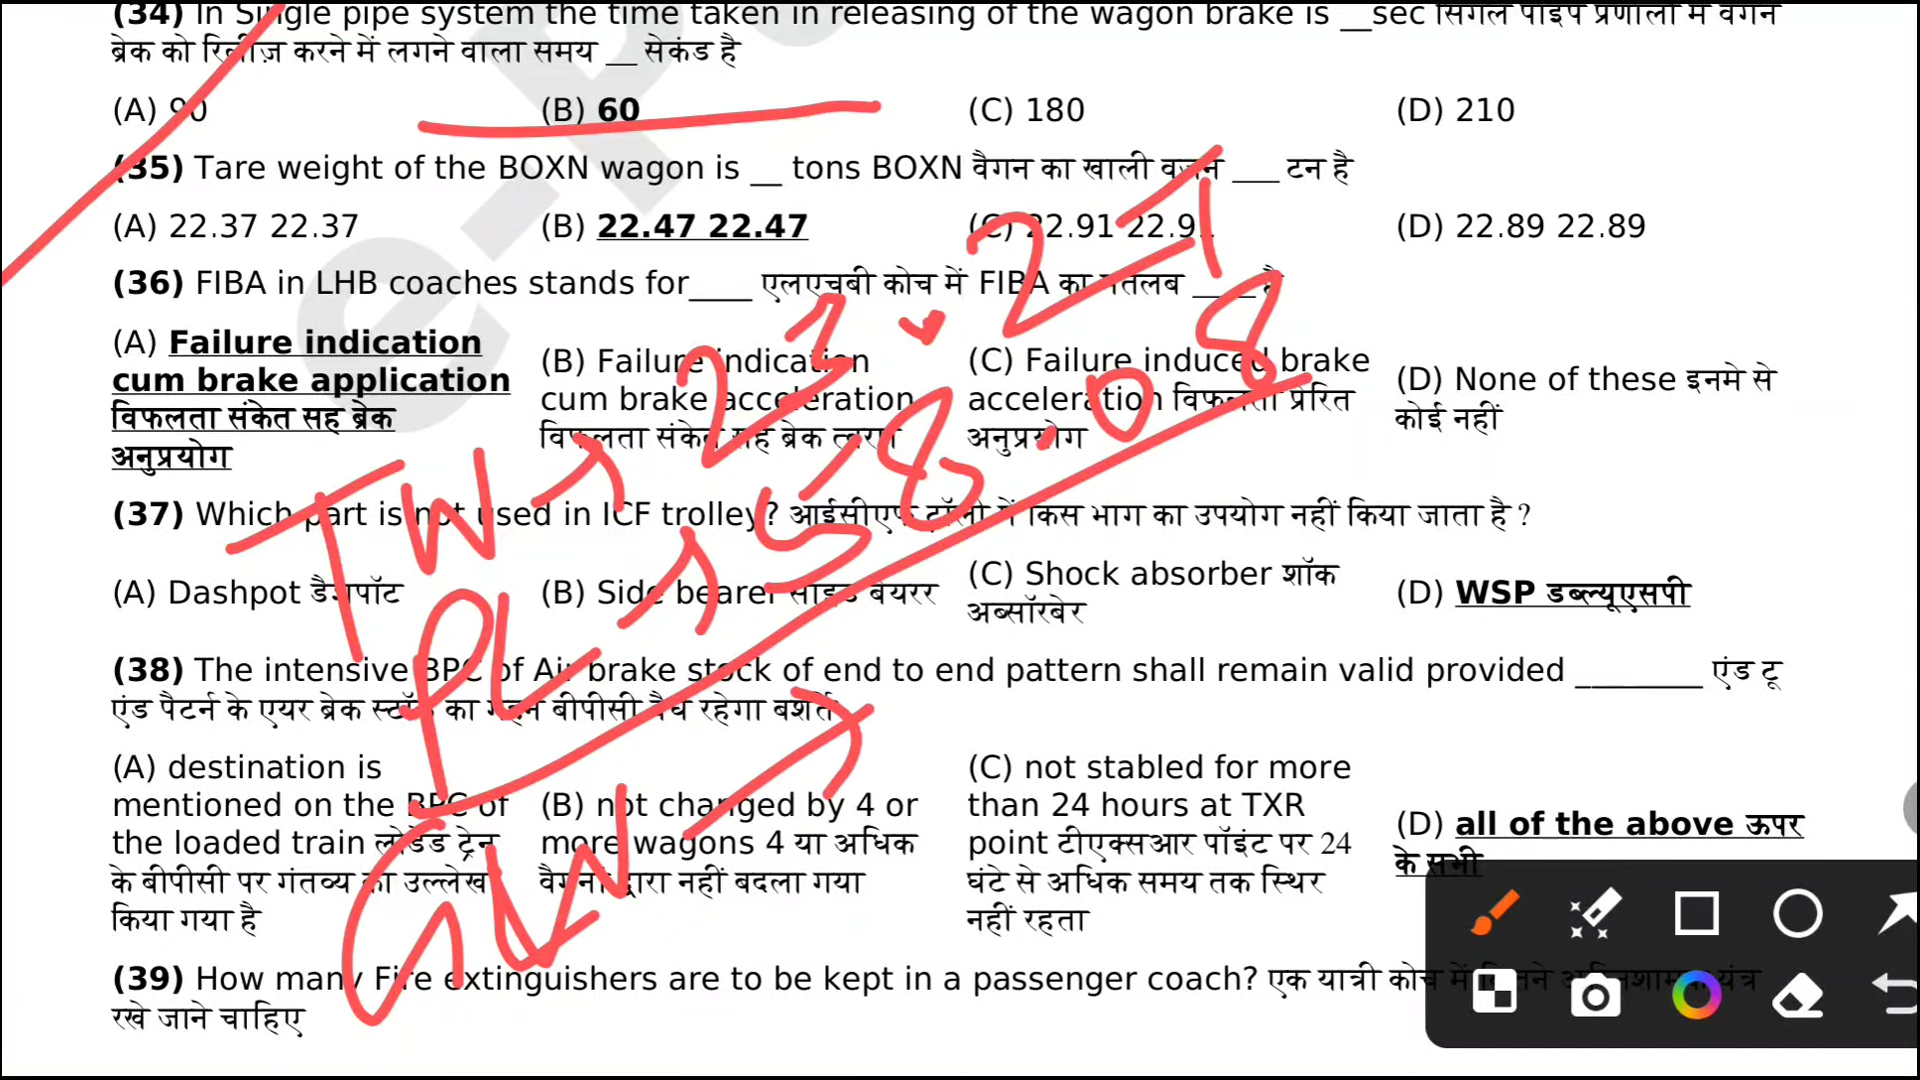 (34) In Single pipe system the time taken in releasing of the wagon brake is __sec सिंगल पाइप प्रणाली में वैगन
ब्रेक को रिलीज़ करने में लगने वाला समय __ सेकंड है
(A) 90 (B) 60 (C) 180 (D) 210
(35) Tare weight of the BOXN wagon is __ tons BOXN वैगन का खाली वजन ___ टन है
(A) 22.37 22.37 (B) 22.47 22.47 (C) 22.91 22.91 (D) 22.89 22.89
(36) FIBA in LHB coaches stands for____ एलएचबी कोच में FIBA का मतलब ____ है
(A) Failure indication
cum brake application
विफलता संकेत सह ब्रेक
अनुप्रयोग
(B) Failure indication
cum brake acceleration
विफलता संकेत सह ब्रेक त्वरण
(C) Failure induced brake
acceleration विफलता प्रेरित
अनुप्रयोग
(D) None of these इनमे से
कोई नहीं
TW → 23.2
PL → 58.08
GLW →
(37) Which part is not used in ICF trolley? आईसीएफ ट्रॉली में किस भाग का उपयोग नहीं किया जाता है ?
(A) Dashpot डैशपॉट (B) Side bearer साइड बेयरर
(C) Shock absorber शॉक
अब्सॉरबेर
(D) WSP डब्ल्यूएसपी
(38) The intensive BPC of Air brake stock of end to end pattern shall remain valid provided ________ एंड टू
एंड पैटर्न के एयर ब्रेक स्टॉक का गहन बीपीसी वैध रहेगा बशर्ते
(A) destination is
mentioned on the BPC of
the loaded train लोडेड ट्रेन
के बीपीसी पर गंतव्य का उल्लेख
किया गया है
(B) not changed by 4 or
more wagons 4 या अधिक
वैगनों द्वारा नहीं बदला गया
(C) not stabled for more
than 24 hours at TXR
point टीएक्सआर पॉइंट पर 24
घंटे से अधिक समय तक स्थिर
नहीं रहता
(D) all of the above ऊपर
के सभी
(39) How many Fire extinguishers are to be kept in a passenger coach? एक यात्री कोच में कितने अग्निशामक यंत्र
रखे जाने चाहिए